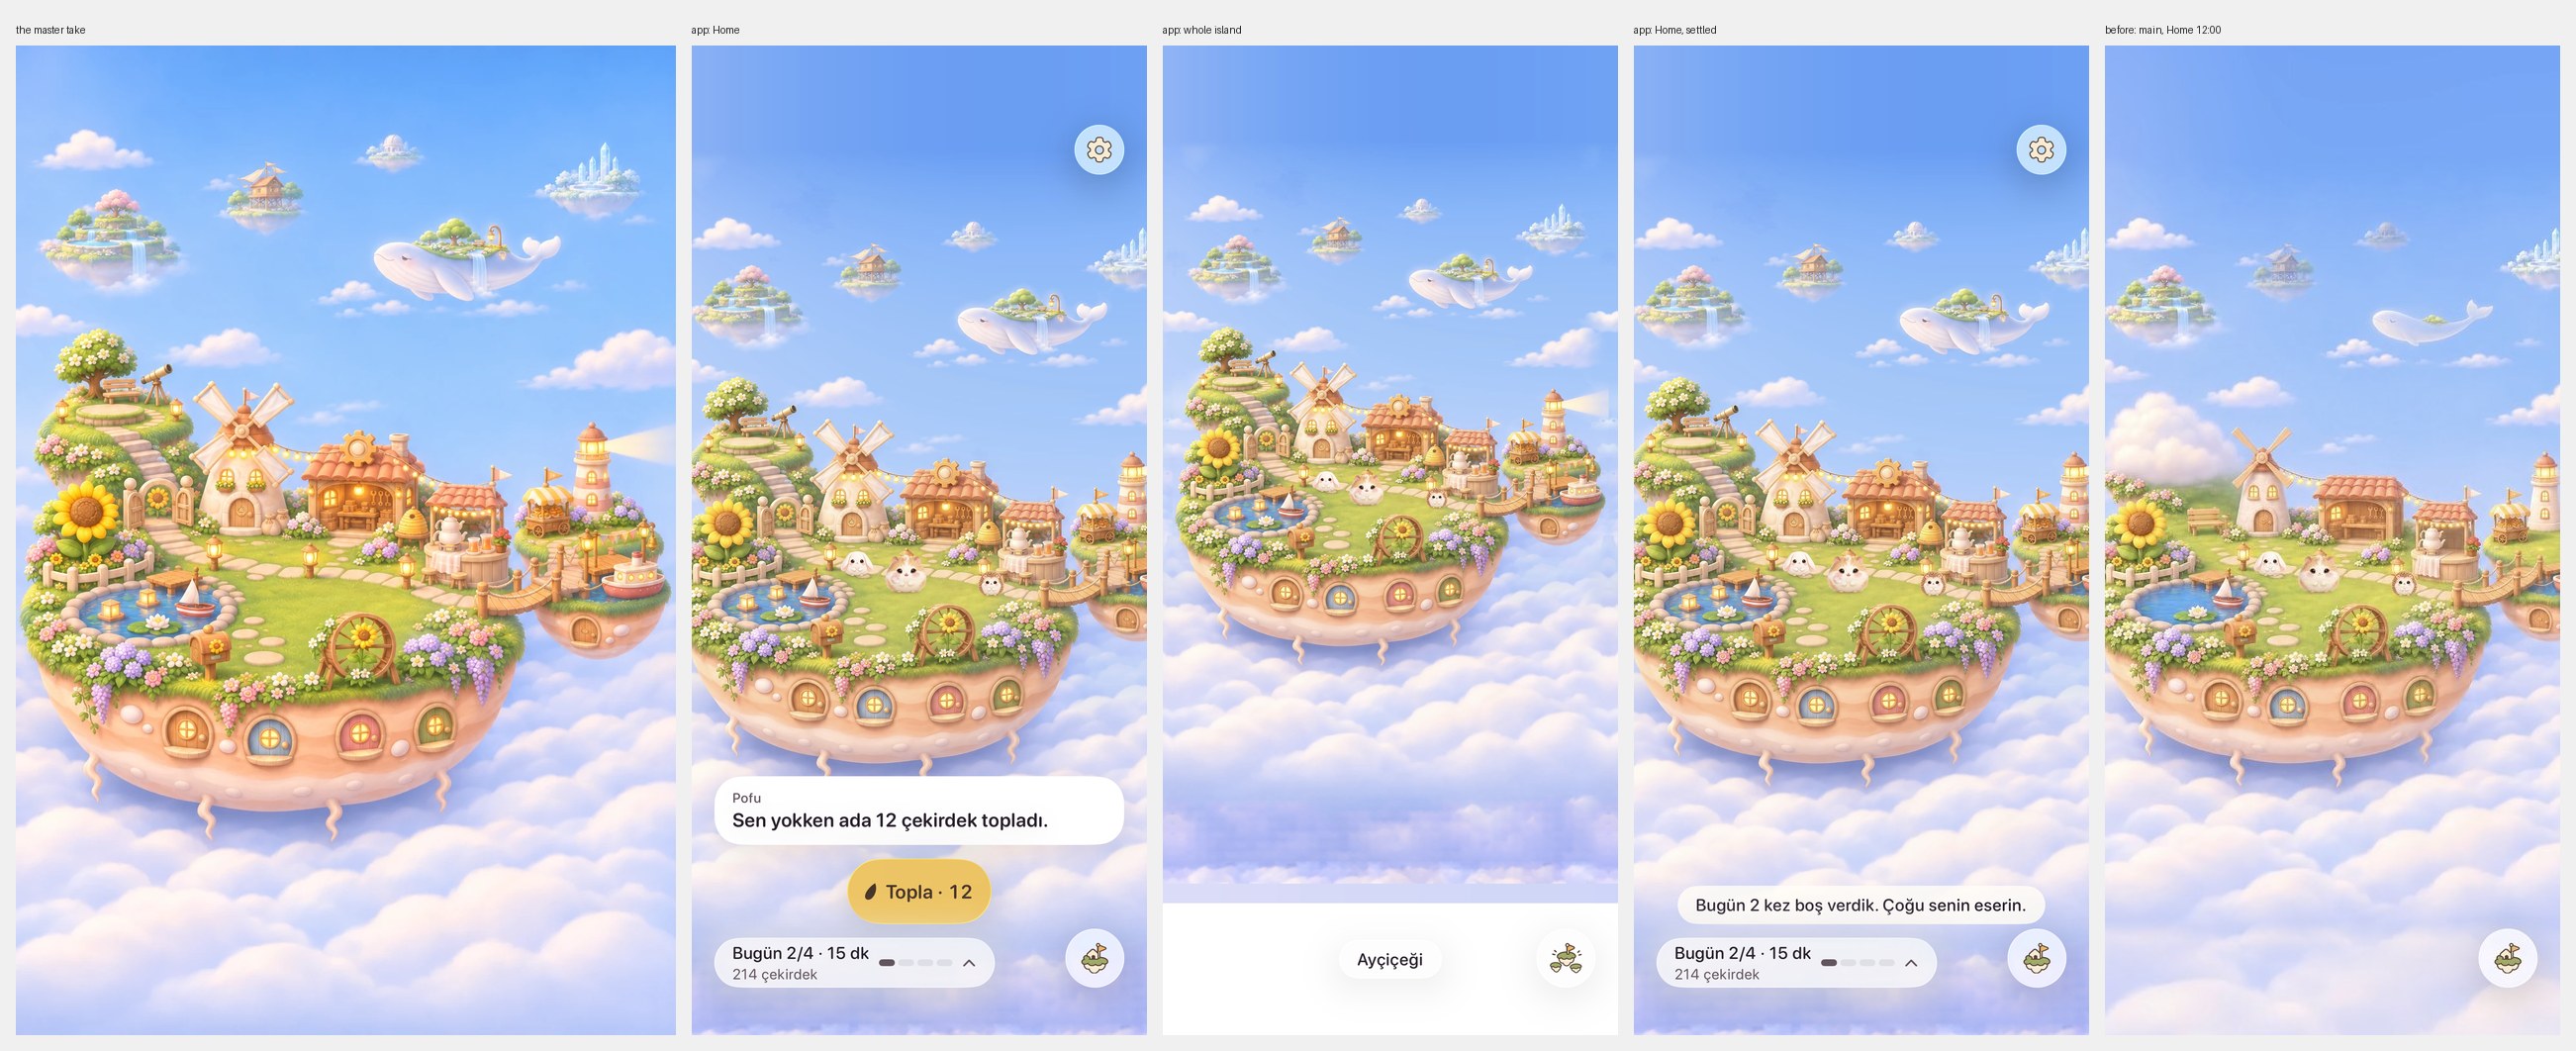 the master take
app: Home
app: whole island
app: Home, settled
before: main, Home 12:00
Pofu
Sen yokken ada 12 çekirdek topladı.
Topla · 12
Bugün 2/4 · 15 dk
214 çekirdek
Ayçiçeği
Bugün 2 kez boş verdik. Çoğu senin eserin.
Bugün 2/4 · 15 dk
214 çekirdek